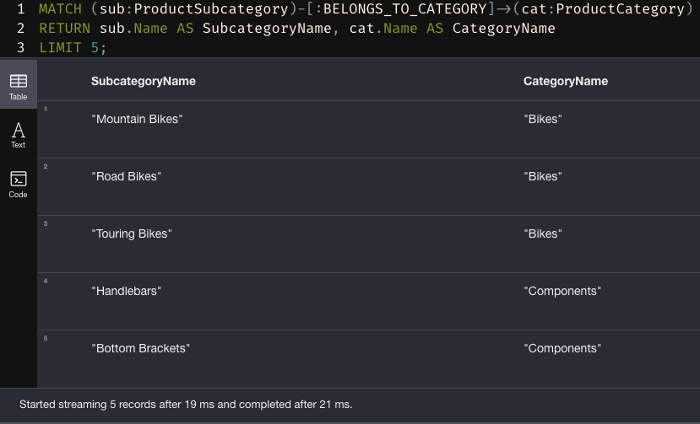 1 MATCH (sub:ProductSubcategory)-[:BELONGS_TO_CATEGORY]→(cat:ProductCategory)
2 RETURN sub.Name AS SubcategoryName, cat.Name AS CategoryName
3 LIMIT 5;
Table
Text
Code
SubcategoryName CategoryName
1 "Mountain Bikes" "Bikes"
2 "Road Bikes" "Bikes"
3 "Touring Bikes" "Bikes"
4 "Handlebars" "Components"
5 "Bottom Brackets" "Components"
Started streaming 5 records after 19 ms and completed after 21 ms.